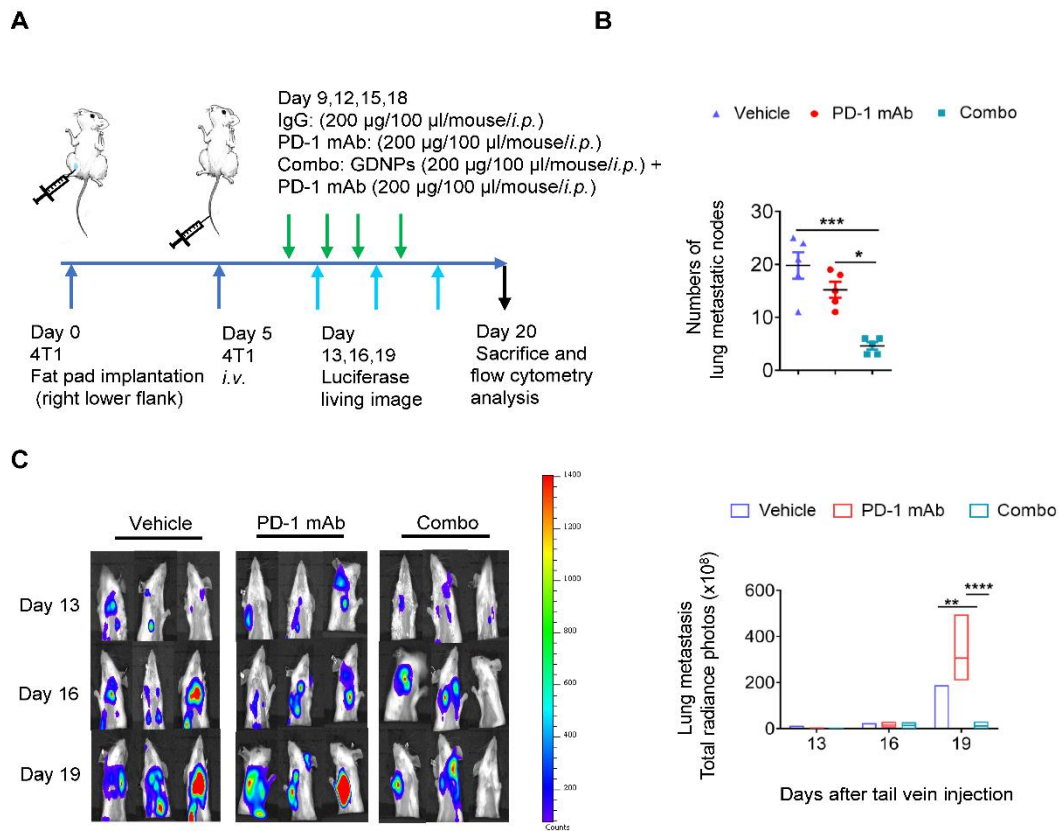 A
Day 9,12,15,18
IgG: (200 µg/100 µl/mouse/i.p.)
PD-1 mAb: (200 µg/100 µl/mouse/i.p.)
Combo: GDNPs (200 µg/100 µl/mouse/i.p.) +
PD-1 mAb (200 µg/100 µl/mouse/i.p.)
Day 0
4T1
Fat pad implantation
(right lower flank)
Day 5
4T1
i.v.
Day
13,16,19
Luciferase
living image
Day 20
Sacrifice and
flow cytometry
analysis
B
Vehicle PD-1 mAb Combo
Numbers of
lung metastatic nodes
30
20
10
0
***
*
C
Vehicle PD-1 mAb Combo
Day 13
Day 16
Day 19
1400
1200
1000
800
600
400
200
Counts
Vehicle PD-1 mAb Combo
Lung metastasis
Total radiance photos (x10⁸)
600
400
200
0
** ****
13 16 19
Days after tail vein injection